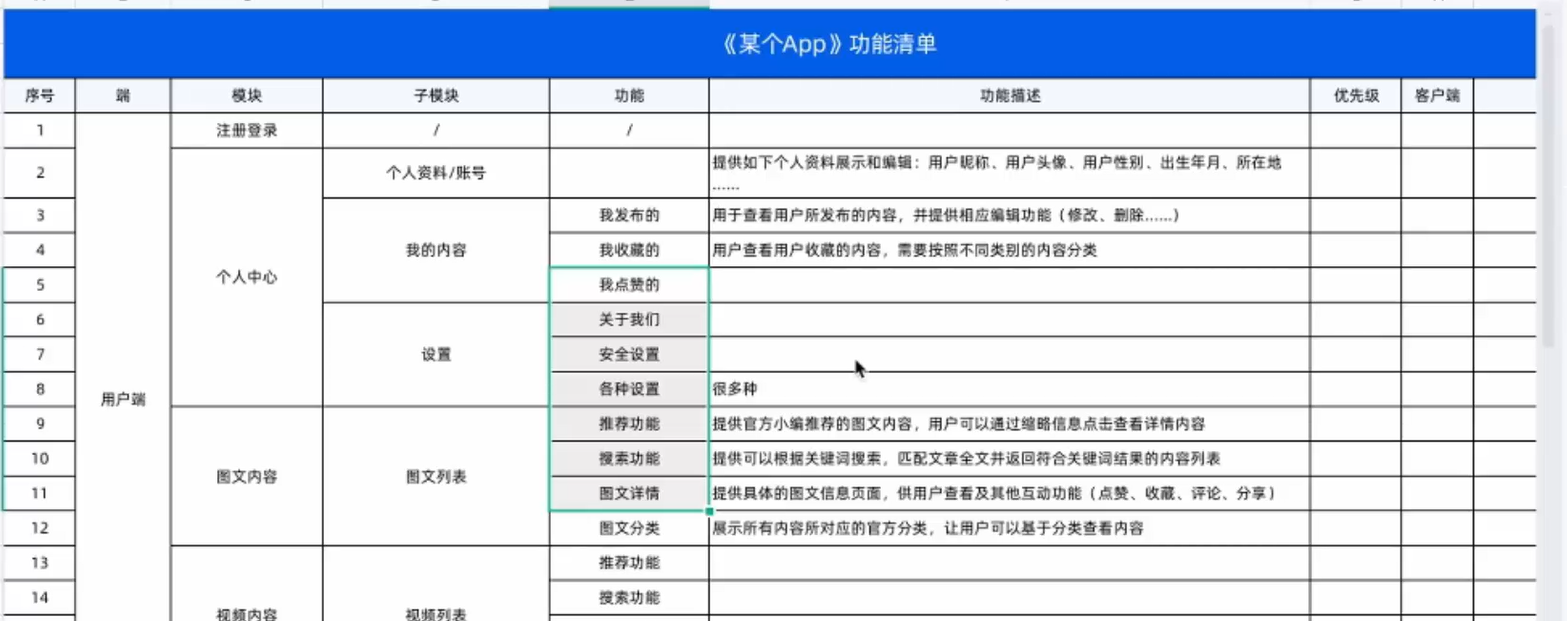 《某个App》功能清单
序号 端 模块 子模块 功能 功能描述 优先级 客户端
1 注册登录 / /
2 个人资料/账号 提供如下个人资料展示和编辑：用户昵称、用户头像、用户性别、出生年月、所在地
......
3 我发布的 用于查看用户所发布的内容，并提供相应编辑功能（修改、删除......）
4 我的内容 我收藏的 用户查看用户收藏的内容，需要按照不同类别的内容分类
个人中心
5 我点赞的
6 关于我们
7 设置 安全设置
8 各种设置 很多种
用户端
9 推荐功能 提供官方小编推荐的图文内容，用户可以通过缩略信息点击查看详情内容
10 搜索功能 提供可以根据关键词搜索，匹配文章全文并返回符合关键词结果的内容列表
图文内容 图文列表
11 图文详情 提供具体的图文信息页面，供用户查看及其他互动功能（点赞、收藏、评论、分享）
12 图文分类 展示所有内容所对应的官方分类，让用户可以基于分类查看内容
13 推荐功能
14 搜索功能
视频内容 视频列表